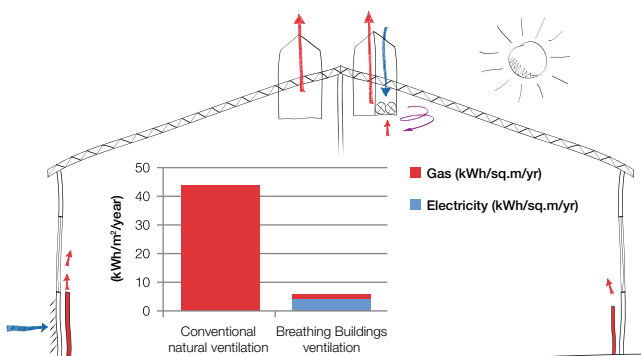 50
40
30
20
10
0
(kWh/m²/year)
Conventional
natural ventilation
Breathing Buildings
ventilation
Gas (kWh/sq.m/yr)
Electricity (kWh/sq.m/yr)